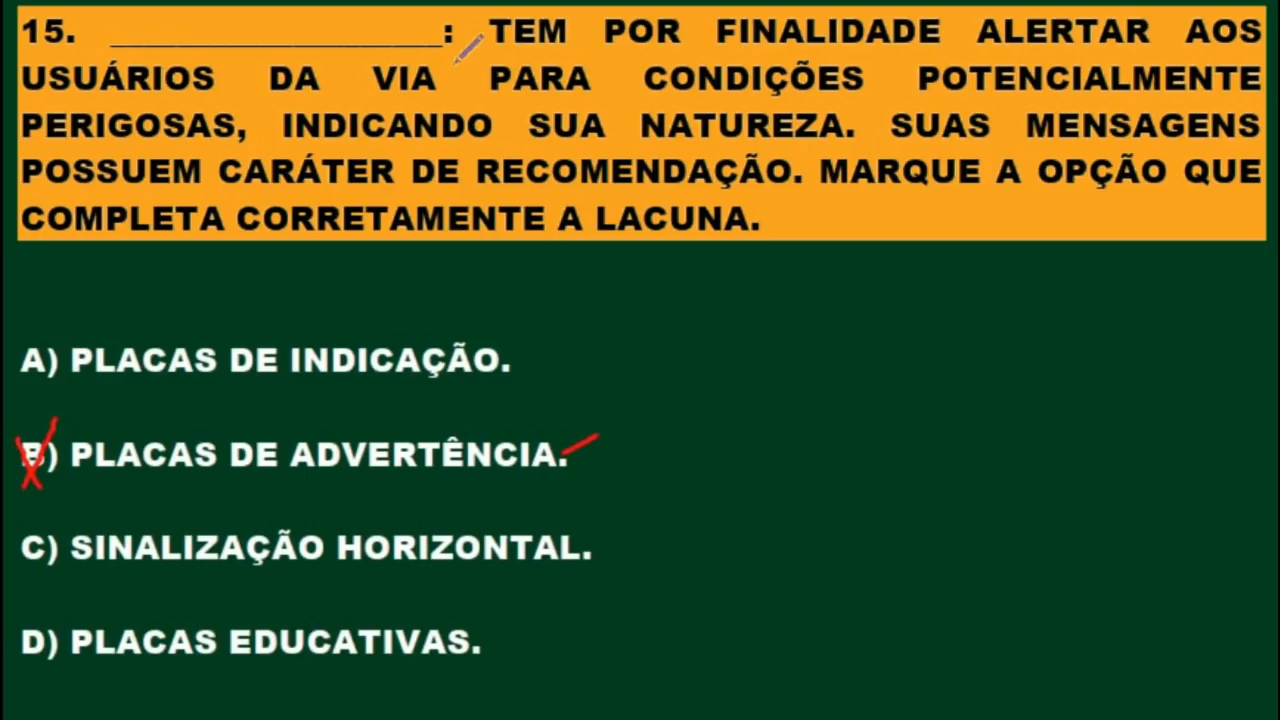 15. ____________________: TEM POR FINALIDADE ALERTAR AOS
USUÁRIOS DA VIA PARA CONDIÇÕES POTENCIALMENTE
PERIGOSAS, INDICANDO SUA NATUREZA. SUAS MENSAGENS
POSSUEM CARÁTER DE RECOMENDAÇÃO. MARQUE A OPÇÃO QUE
COMPLETA CORRETAMENTE A LACUNA.
A) PLACAS DE INDICAÇÃO.
B) PLACAS DE ADVERTÊNCIA.
C) SINALIZAÇÃO HORIZONTAL.
D) PLACAS EDUCATIVAS.